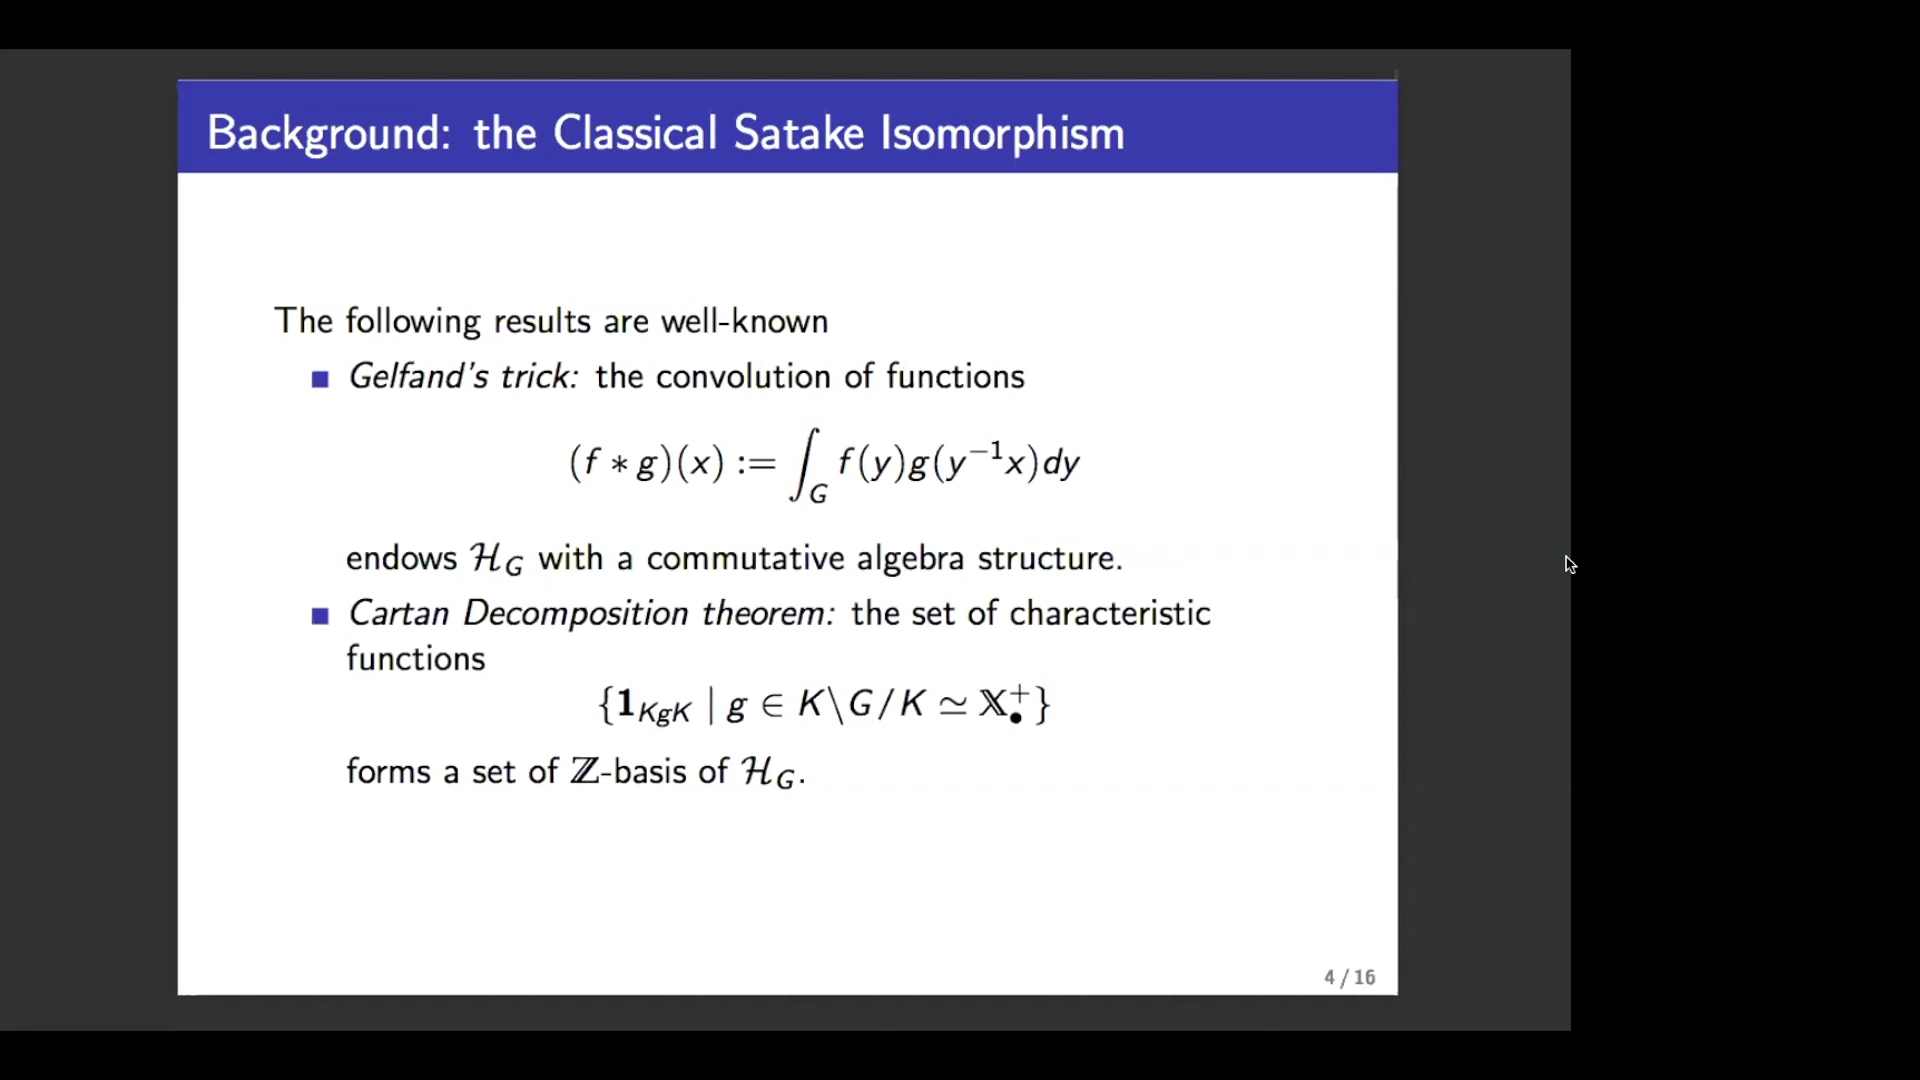 Background: the Classical Satake Isomorphism
The following results are well-known
■ Gelfand's trick: the convolution of functions
(f ∗ g)(x) := ∫_G f(y)g(y⁻¹x)dy
endows ℋ_G with a commutative algebra structure.
■ Cartan Decomposition theorem: the set of characteristic
functions
{𝟏_{KgK} | g ∈ K\G/K ≃ 𝕏_•^+}
forms a set of ℤ-basis of ℋ_G.
4 / 16